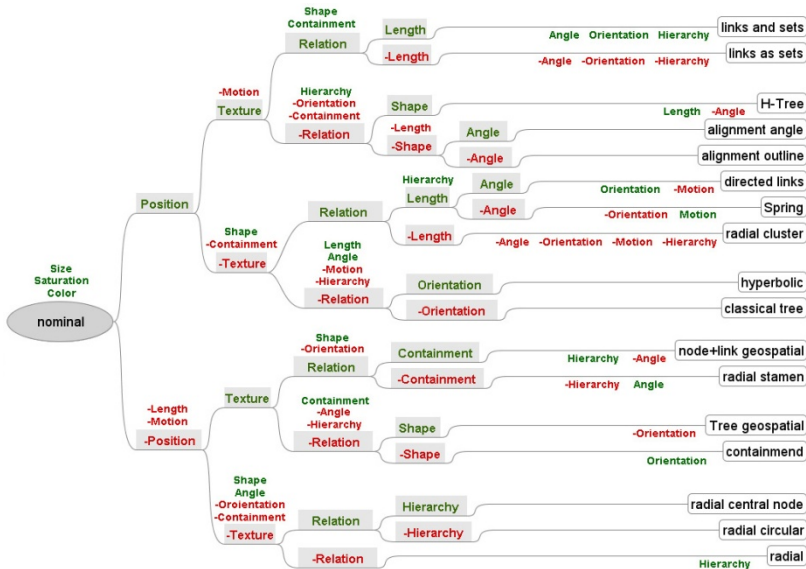 Shape
Containment
Relation
Length
links and sets
Angle Orientation Hierarchy
-Length
links as sets
-Angle -Orientation -Hierarchy
-Motion
Texture
Hierarchy
-Orientation
-Containment
-Relation
Shape
H-Tree
Length -Angle
-Length
-Shape
Angle
alignment angle
-Angle
alignment outline
Position
Hierarchy
Length
Angle
directed links
Orientation -Motion
-Angle
Spring
-Orientation Motion
Relation
-Length
radial cluster
-Angle -Orientation -Motion -Hierarchy
Shape
-Containment
-Texture
Length
Angle
-Motion
-Hierarchy
-Relation
Orientation
hyperbolic
-Orientation
classical tree
Size
Saturation
Color
nominal
Shape
-Orientation
Relation
Containment
node+link geospatial
Hierarchy -Angle
-Containment
radial stamen
-Hierarchy Angle
Texture
Containment
-Angle
-Hierarchy
-Relation
Shape
Tree geospatial
-Orientation
-Shape
containmend
Orientation
-Length
-Motion
-Position
Shape
Angle
-Oroientation
-Containment
-Texture
Relation
Hierarchy
radial central node
-Hierarchy
radial circular
-Relation
radial
Hierarchy